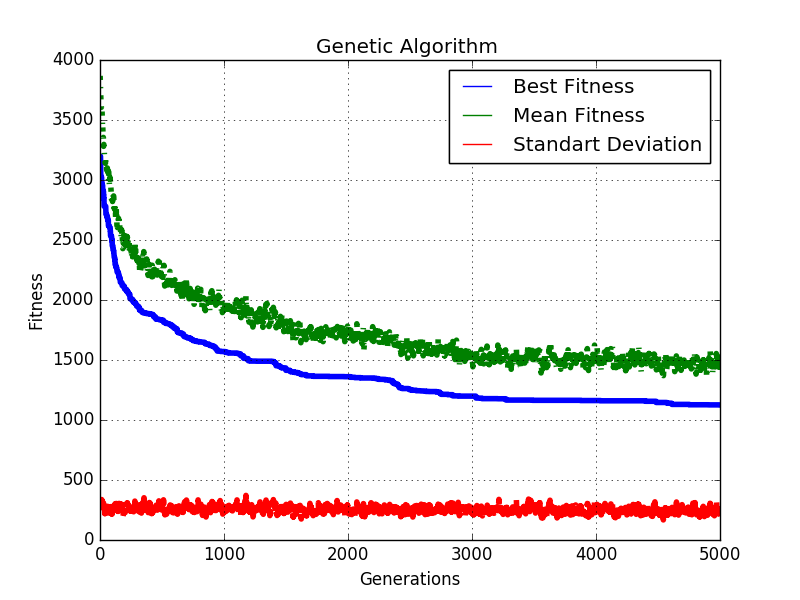 Genetic Algorithm
4000
3500
3000
2500
2000
1500
1000
500
0
Fitness
Best Fitness
Mean Fitness
Standart Deviation
0 1000 2000 3000 4000 5000
Generations